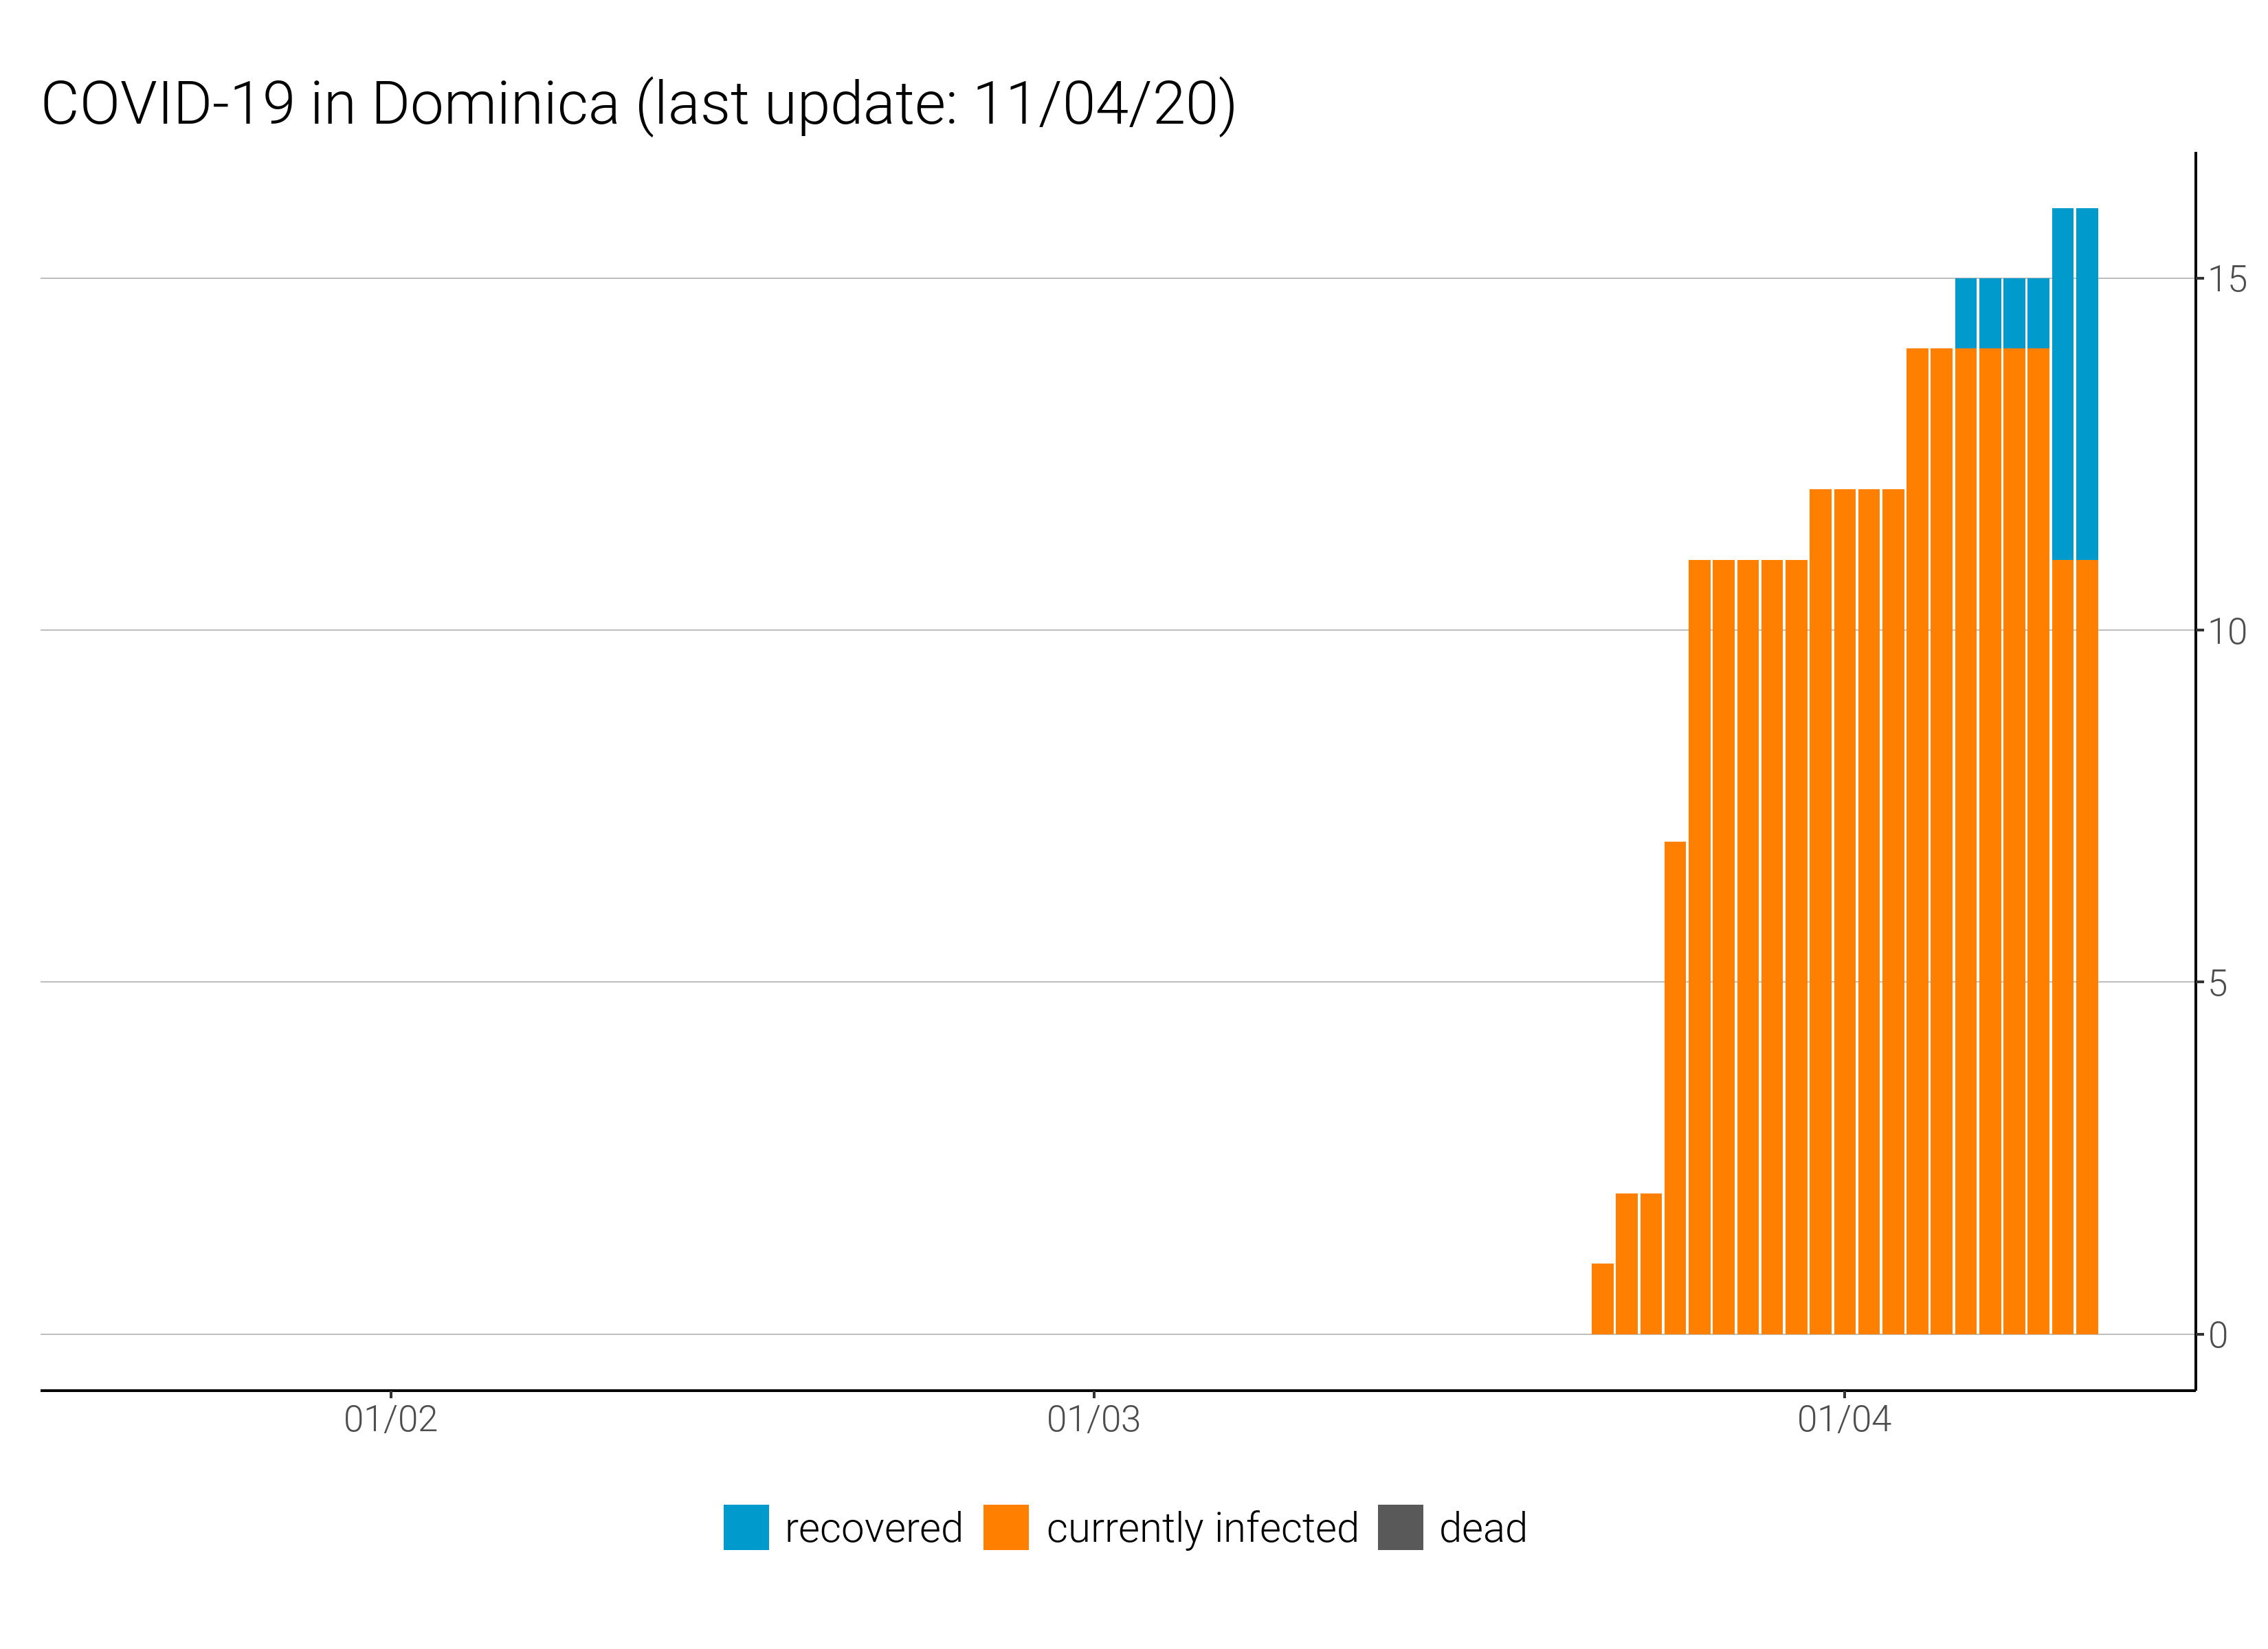 COVID-19 in Dominica (last update: 11/04/20)
15
10
5
0
01/02 01/03 01/04
recovered currently infected dead